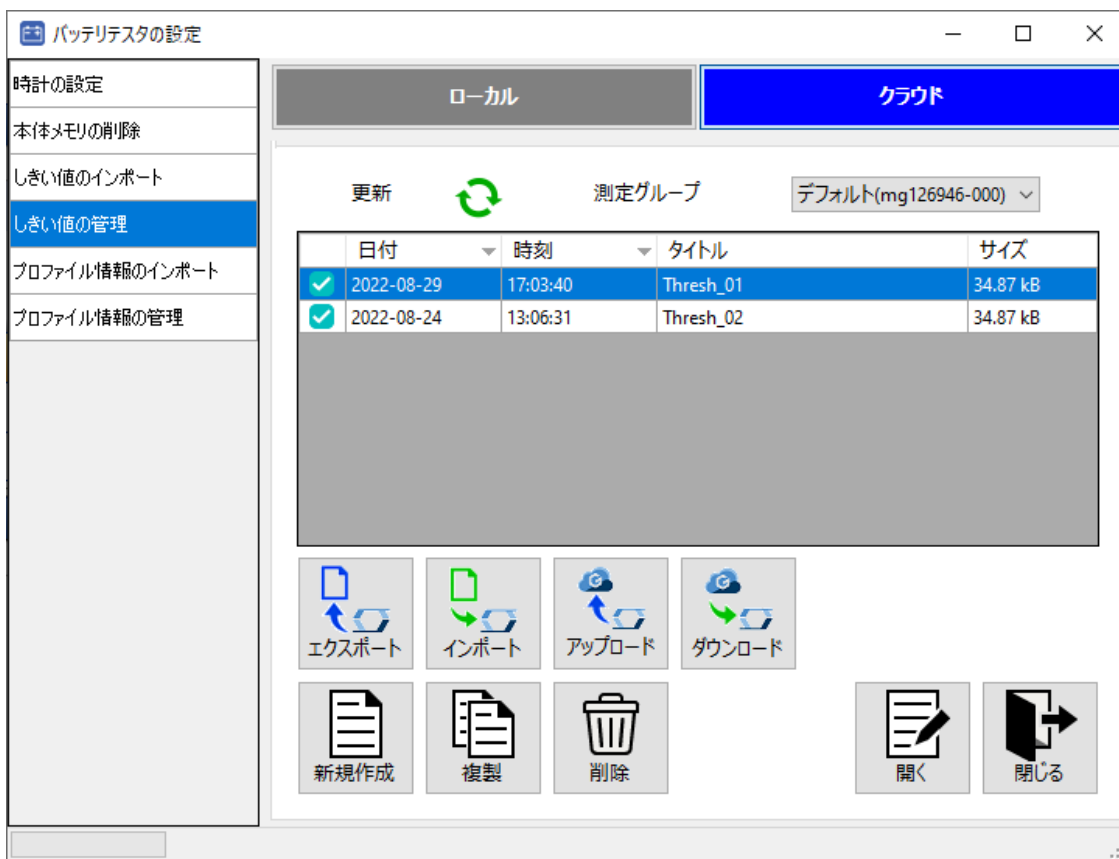 バッテリテスタの設定
時計の設定
本体メモリの削除
しきい値のインポート
しきい値の管理
プロファイル情報のインポート
プロファイル情報の管理
ローカル クラウド
更新 測定グループ デフォルト(mg126946-000)
日付 時刻 タイトル サイズ
2022-08-29 17:03:40 Thresh_01 34.87 kB
2022-08-24 13:06:31 Thresh_02 34.87 kB
エクスポート インポート アップロード ダウンロード
新規作成 複製 削除 開く 閉じる